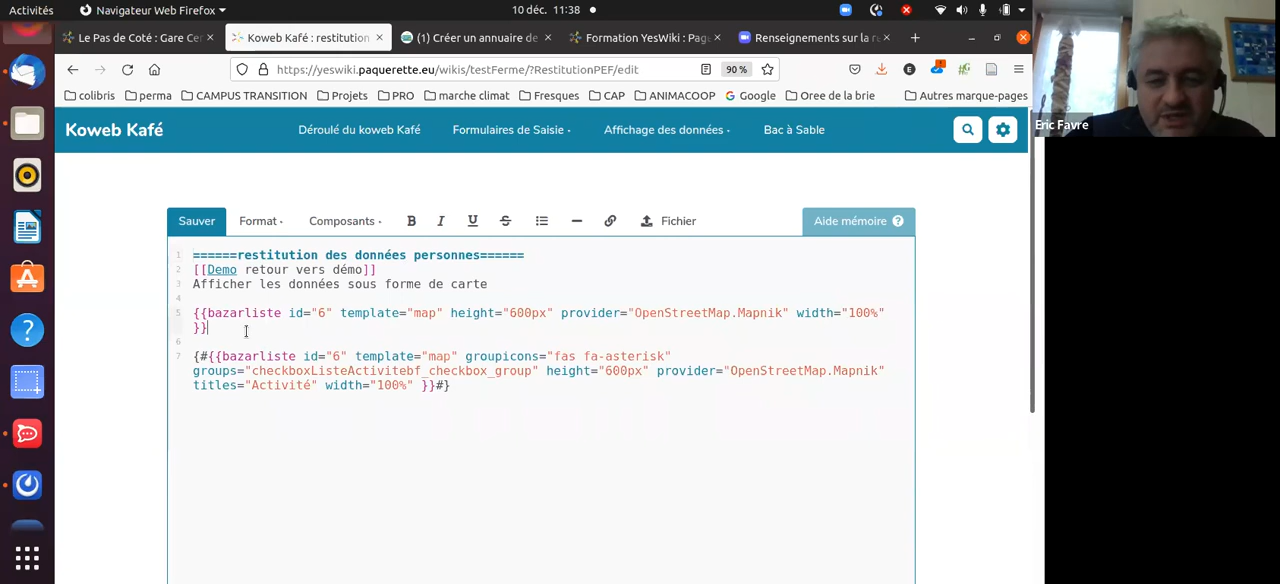 Activités
Navigateur Web Firefox
10 déc. 11:38
Le Pas de Coté : Gare Cer
Koweb Kafé : restitution
(1) Créer un annuaire de
Formation YesWiki : Pag
Renseignements sur la r
https://yeswiki.paquerette.eu/wikis/testFerme/?RestitutionPEF/edit
90 %
colibris
perma
CAMPUS TRANSITION
Projets
PRO
marche climat
Fresques
CAP
ANIMACOOP
Google
Oree de la brie
Autres marque-pages
Eric Favre
Koweb Kafé
Déroulé du koweb Kafé
Formulaires de Saisie
Affichage des données
Bac à Sable
Sauver
Format
Composants
B
I
U
S
Fichier
Aide mémoire
1 ======restitution des données personnes======
2 [[Demo retour vers démo]]
3 Afficher les données sous forme de carte
4
5 {{bazarliste id="6" template="map" height="600px" provider="OpenStreetMap.Mapnik" width="100%"
}}
6
7 {#{{bazarliste id="6" template="map" groupicons="fas fa-asterisk"
groups="checkboxListeActivitebf_checkbox_group" height="600px" provider="OpenStreetMap.Mapnik"
titles="Activité" width="100%" }}#}